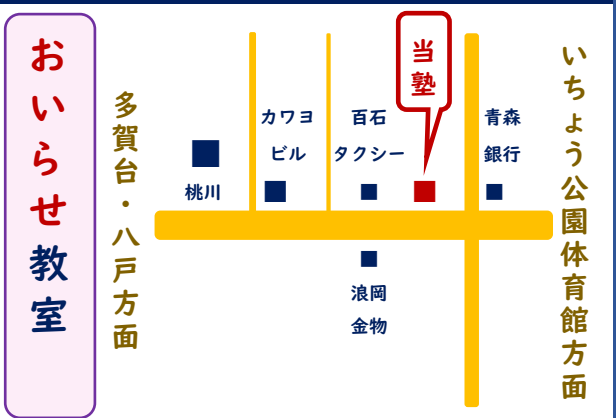 おいらせ教室
多賀台・八戸方面
桃川
カワヨ
ビル
百石
タクシー
当塾
青森
銀行
浪岡
金物
いちょう公園体育館方面